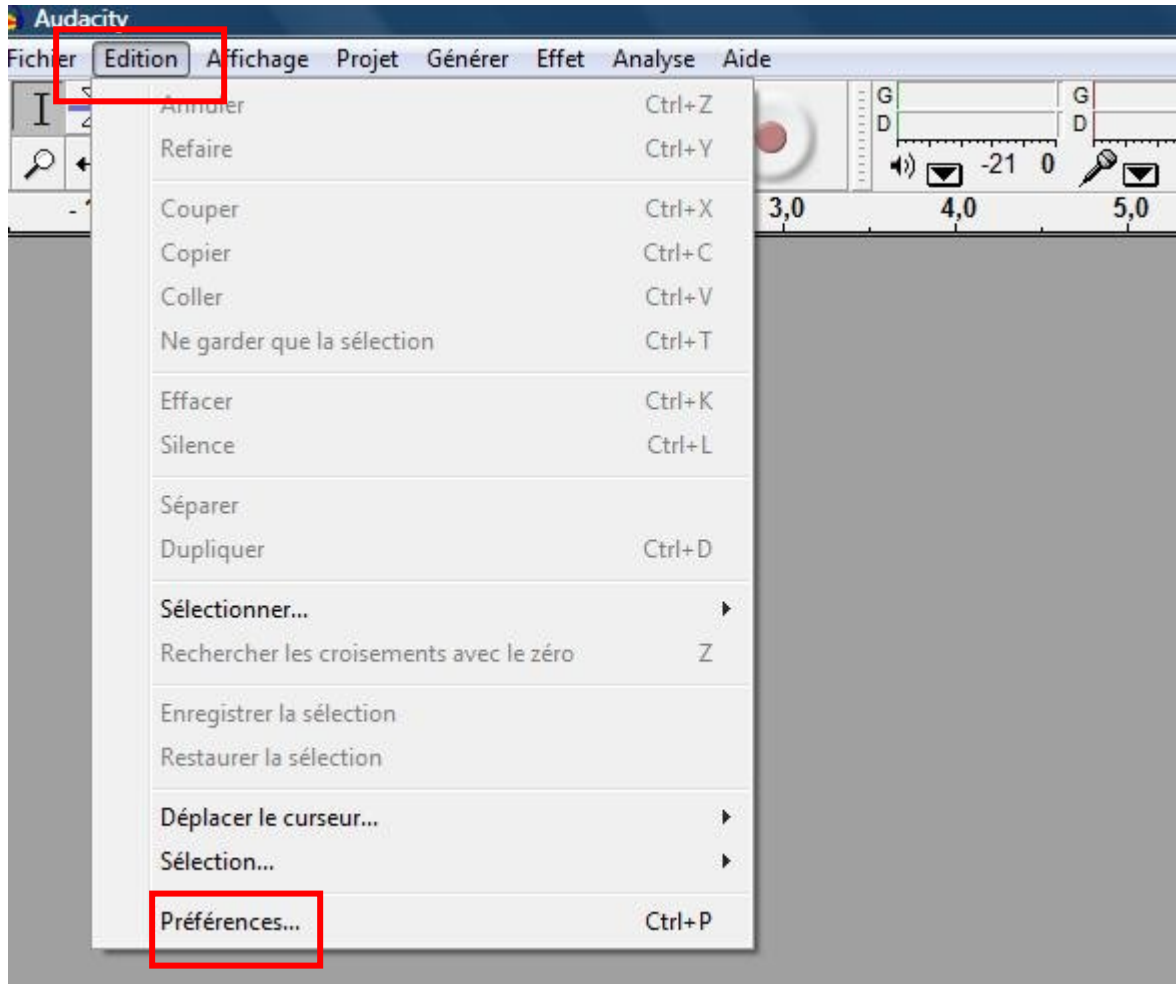 Audacity
Fichier Edition Affichage Projet Générer Effet Analyse Aide
Annuler Ctrl+Z
Refaire Ctrl+Y
G G
D D
-21 0
3,0 4,0 5,0
Couper Ctrl+X
Copier Ctrl+C
Coller Ctrl+V
Ne garder que la sélection Ctrl+T
Effacer Ctrl+K
Silence Ctrl+L
Séparer
Dupliquer Ctrl+D
Sélectionner...
Rechercher les croisements avec le zéro Z
Enregistrer la sélection
Restaurer la sélection
Déplacer le curseur...
Sélection...
Préférences... Ctrl+P